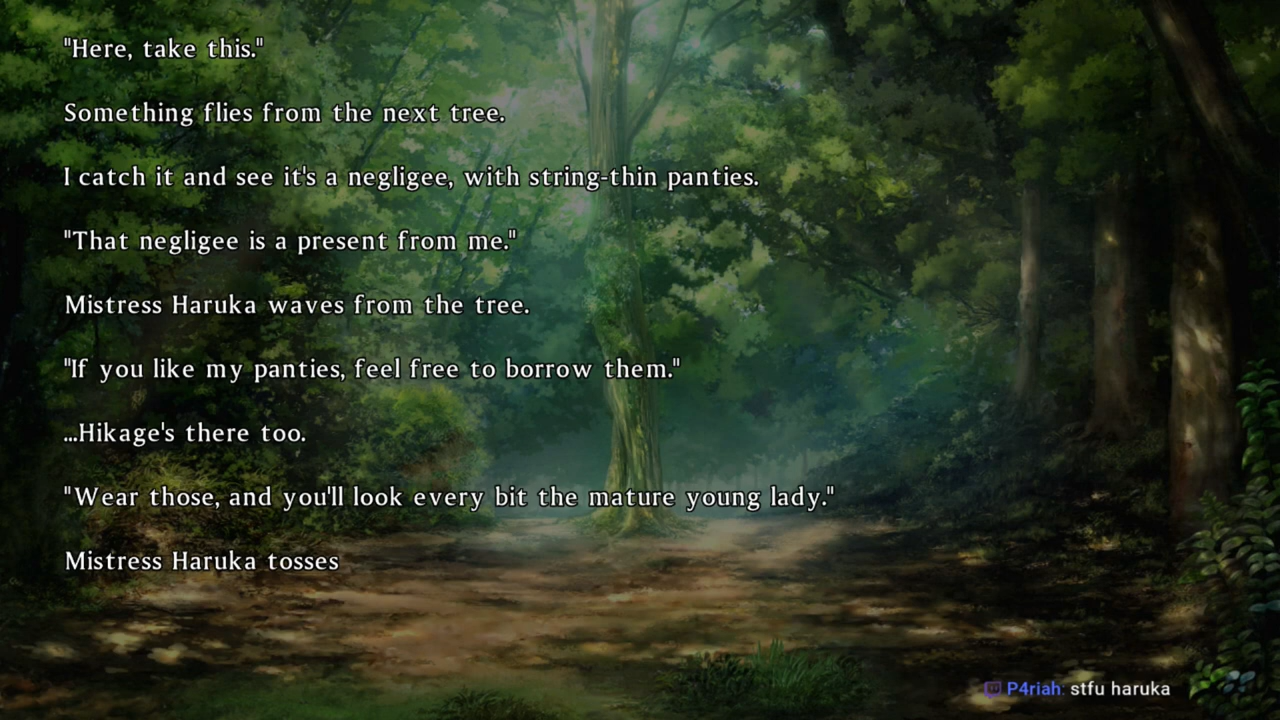 "Here, take this."
Something flies from the next tree.
I catch it and see it's a negligee, with string-thin panties.
"That negligee is a present from me."
Mistress Haruka waves from the tree.
"If you like my panties, feel free to borrow them."
...Hikage's there too.
"Wear those, and you'll look every bit the mature young lady."
Mistress Haruka tosses
P4riah: stfu haruka